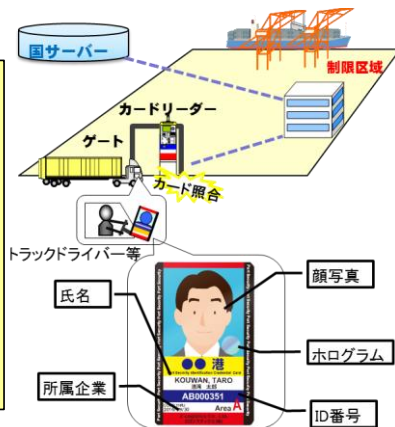 国サーバー
制限区域
カードリーダー
ゲート
カード照合
トラックドライバー等
顔写真
氏名
●● 港
KOUWAN, TARO
港湾 太郎
ホログラム
所属企業
AB000351
Area A
ID番号